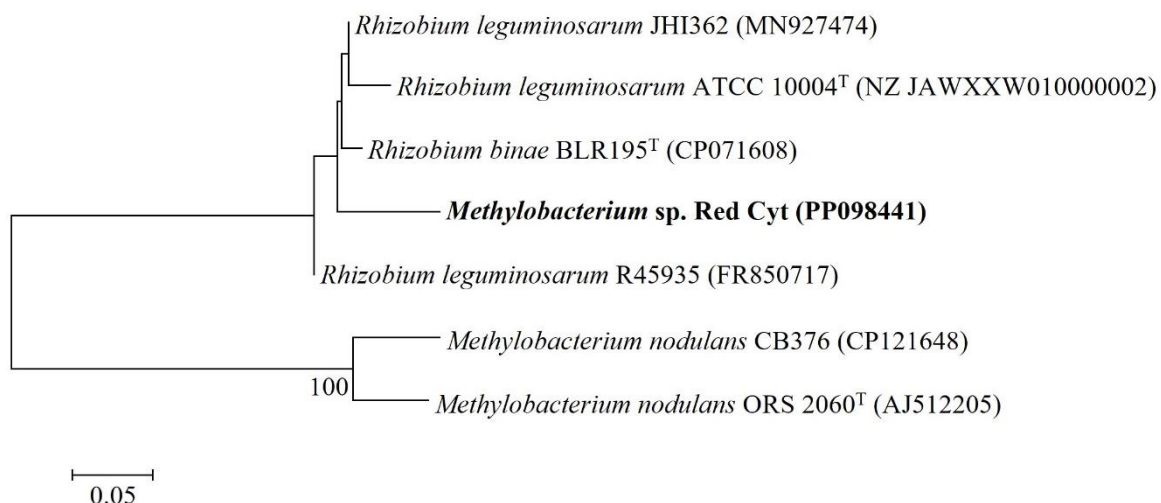 Rhizobium leguminosarum JHI362 (MN927474)
Rhizobium leguminosarum ATCC 10004ᵀ (NZ JAWXXW010000002)
Rhizobium binae BLR195ᵀ (CP071608)
Methylobacterium sp. Red Cyt (PP098441)
Rhizobium leguminosarum R45935 (FR850717)
Methylobacterium nodulans CB376 (CP121648)
100
Methylobacterium nodulans ORS 2060ᵀ (AJ512205)
0.05